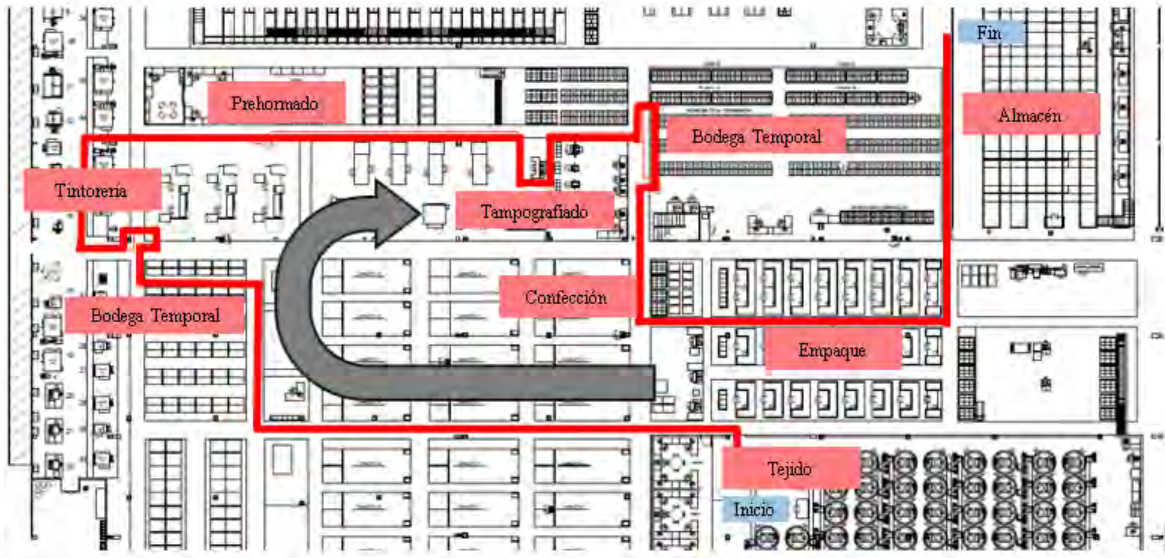 Fin
Prehormado
Almacén
Bodega Temporal
Tintorería
Tampografiado
Confección
Bodega Temporal
Empaque
Tejido
Inicio